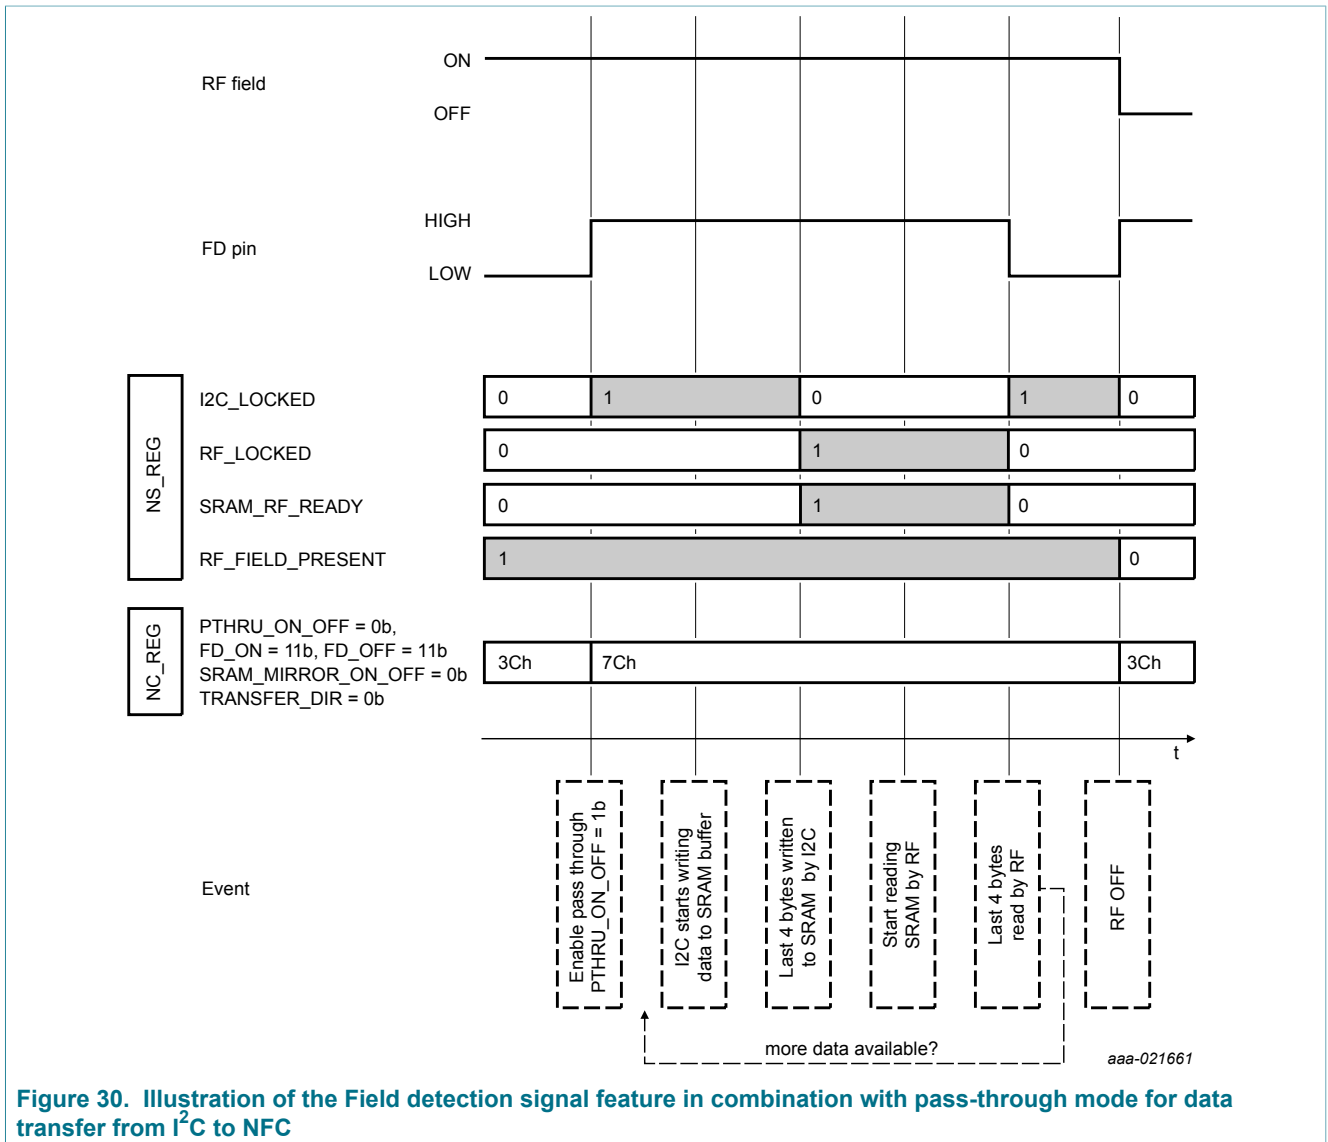 RF field
ON
OFF
FD pin
HIGH
LOW
NS_REG
I2C_LOCKED
0 1 0 1 0
RF_LOCKED
0 1 0
SRAM_RF_READY
0 1 0
RF_FIELD_PRESENT
1 0
NC_REG
PTHRU_ON_OFF = 0b,
FD_ON = 11b, FD_OFF = 11b
SRAM_MIRROR_ON_OFF = 0b
TRANSFER_DIR = 0b
3Ch 7Ch 3Ch
t
Event
Enable pass through
PTHRU_ON_OFF = 1b
I2C starts writing
data to SRAM buffer
Last 4 bytes written
to SRAM by I2C
Start reading
SRAM by RF
Last 4 bytes
read by RF
RF OFF
more data available?
aaa-021661
Figure 30. Illustration of the Field detection signal feature in combination with pass-through mode for data
transfer from I²C to NFC